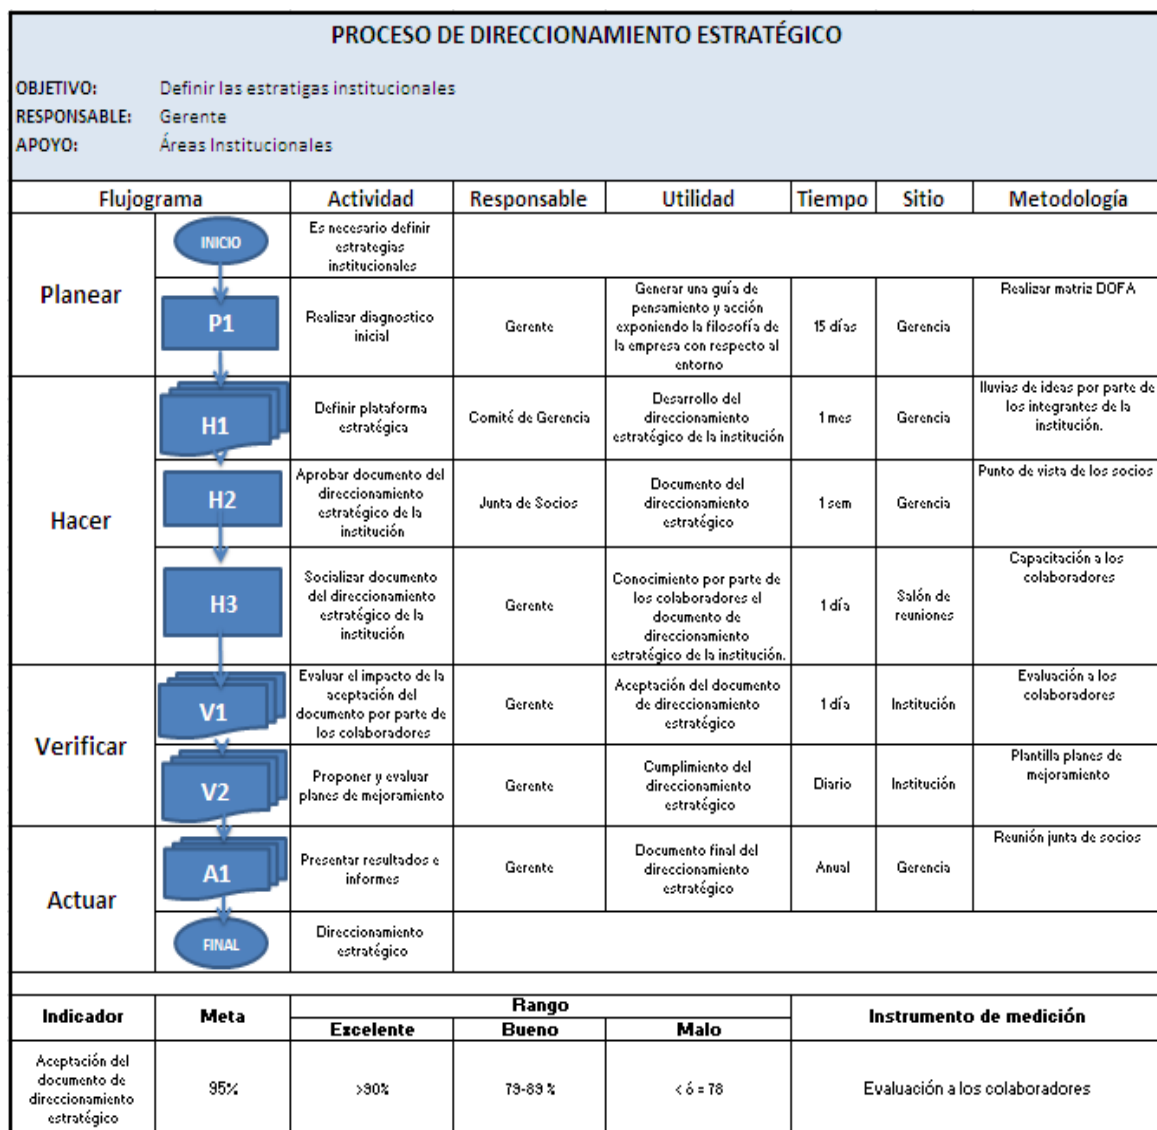 PROCESO DE DIRECCIONAMIENTO ESTRATÉGICO
OBJETIVO: Definir las estratigas institucionales
RESPONSABLE: Gerente
APOYO: Áreas Institucionales
Flujograma Actividad Responsable Utilidad Tiempo Sitio Metodología
Planear
INICIO
Es necesario definir
estrategias
institucionales
P1
Realizar diagnostico
inicial
Gerente
Generar una guía de
pensamiento y acción
exponiendo la filosofía de
la empresa con respecto al
entorno
15 días
Gerencia
Realizar matriz DOFA
Hacer
H1
Definir plataforma
estratégica
Comité de Gerencia
Desarrollo del
direccionamiento
estratégico de la institución
1 mes
Gerencia
lluvias de ideas por parte de
los integrantes de la
institución.
H2
Aprobar documento del
direccionamiento
estratégico de la
institución
Junta de Socios
Documento del
direccionamiento
estratégico
1 sem
Gerencia
Punto de vista de los socios
H3
Socializar documento
del direccionamiento
estratégico de la
institución
Gerente
Conocimiento por parte de
los colaboradores el
documento de
direccionamiento
estratégico de la institución.
1 día
Salón de
reuniones
Capacitación a los
colaboradores
Verificar
V1
Evaluar el impacto de la
aceptación del
documento por parte de
los colaboradores
Gerente
Aceptación del documento
de direccionamiento
estratégico
1 día
Institución
Evaluación a los
colaboradores
V2
Proponer y evaluar
planes de mejoramiento
Gerente
Cumplimiento del
direccionamiento
estratégico
Diario
Institución
Plantilla planes de
mejoramiento
Actuar
A1
Presentar resultados e
informes
Gerente
Documento final del
direccionamiento
estratégico
Anual
Gerencia
Reunión junta de socios
FINAL
Direccionamiento
estratégico
Indicador Meta Rango Instrumento de medición
Excelente Bueno Malo
Aceptación del
documento de
direccionamiento
estratégico
95%
>90%
79-89 %
< ó = 78
Evaluación a los colaboradores